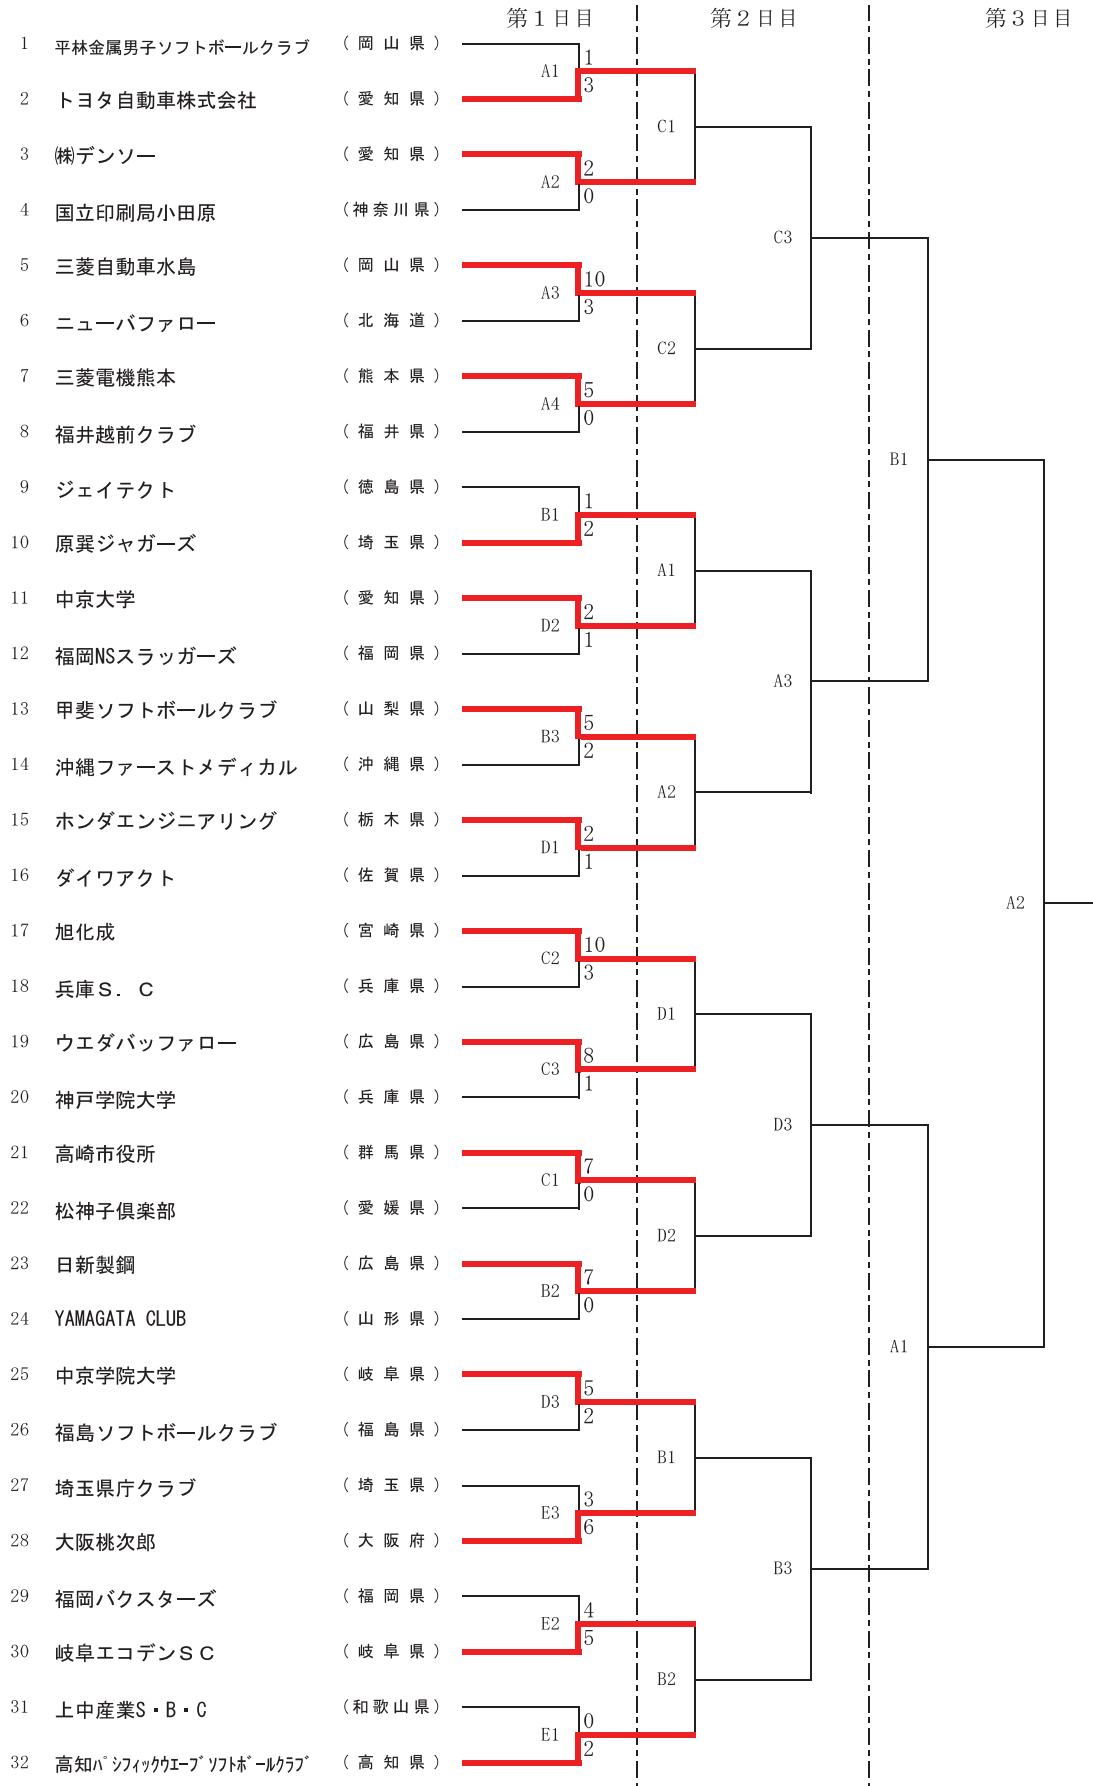 第１日目 第２日目 第３日目
1 平林金属男子ソフトボールクラブ （岡山県）
1
A1
3
2 トヨタ自動車株式会社 （愛知県）
C1
3 ㈱デンソー （愛知県）
2
A2
0
4 国立印刷局小田原 （神奈川県）
C3
5 三菱自動車水島 （岡山県）
10
A3
3
6 ニューバファロー （北海道）
C2
7 三菱電機熊本 （熊本県）
5
A4
0
8 福井越前クラブ （福井県）
B1
9 ジェイテクト （徳島県）
1
B1
2
10 原巽ジャガーズ （埼玉県）
A1
11 中京大学 （愛知県）
2
D2
1
12 福岡NSスラッガーズ （福岡県）
A3
13 甲斐ソフトボールクラブ （山梨県）
5
B3
2
14 沖縄ファーストメディカル （沖縄県）
A2
15 ホンダエンジニアリング （栃木県）
2
D1
1
16 ダイワアクト （佐賀県）
A2
17 旭化成 （宮崎県）
10
C2
3
18 兵庫Ｓ．Ｃ （兵庫県）
D1
19 ウエダバッファロー （広島県）
8
C3
1
20 神戸学院大学 （兵庫県）
D3
21 高崎市役所 （群馬県）
7
C1
0
22 松神子倶楽部 （愛媛県）
D2
23 日新製鋼 （広島県）
7
B2
0
24 YAMAGATA CLUB （山形県）
A1
25 中京学院大学 （岐阜県）
5
D3
2
26 福島ソフトボールクラブ （福島県）
B1
27 埼玉県庁クラブ （埼玉県）
3
E3
6
28 大阪桃次郎 （大阪府）
B3
29 福岡バクスターズ （福岡県）
4
E2
5
30 岐阜エコデンＳＣ （岐阜県）
B2
31 上中産業S・B・C （和歌山県）
0
E1
2
32 高知ﾊﾟｼﾌｨｯｸｳｴｰﾌﾞｿﾌﾄﾎﾞｰﾙｸﾗﾌﾞ （高知県）